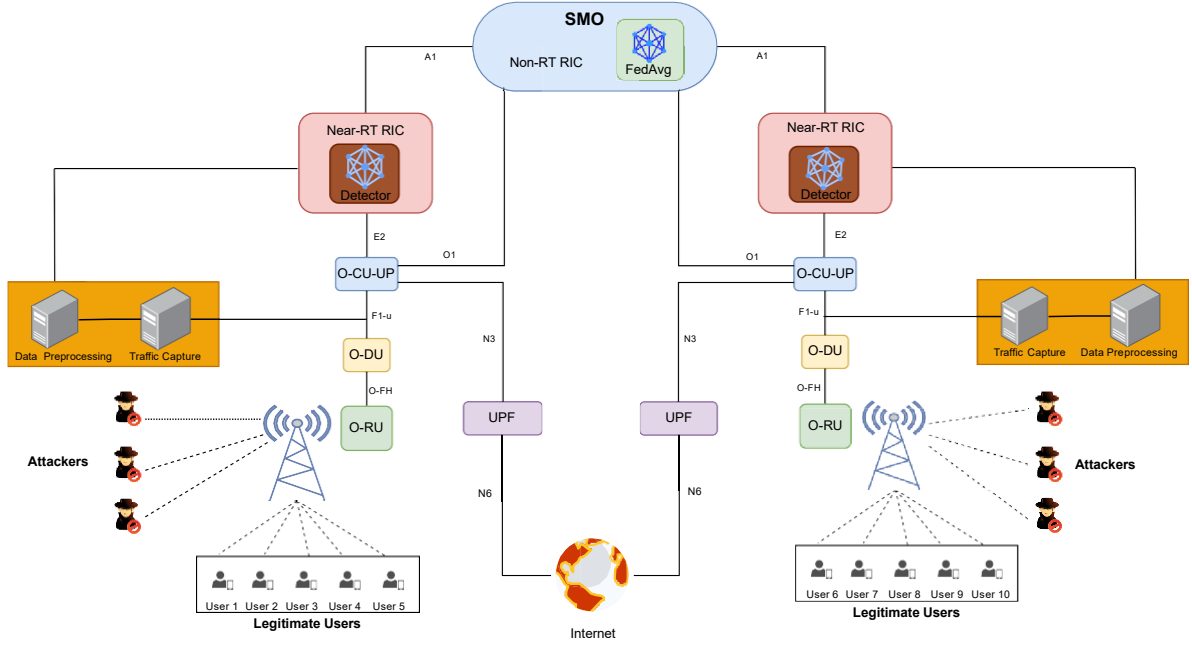 SMO
Non-RT RIC
FedAvg
A1
A1
Near-RT RIC
Detector
Near-RT RIC
Detector
E2
E2
O1
O1
O-CU-UP
O-CU-UP
F1-u
F1-u
Data Preprocessing
Traffic Capture
Traffic Capture
Data Preprocessing
N3
N3
O-DU
O-DU
O-FH
O-FH
O-RU
UPF
UPF
O-RU
Attackers
Attackers
N6
N6
User 1
User 2
User 3
User 4
User 5
Legitimate Users
User 6
User 7
User 8
User 9
User 10
Legitimate Users
Internet